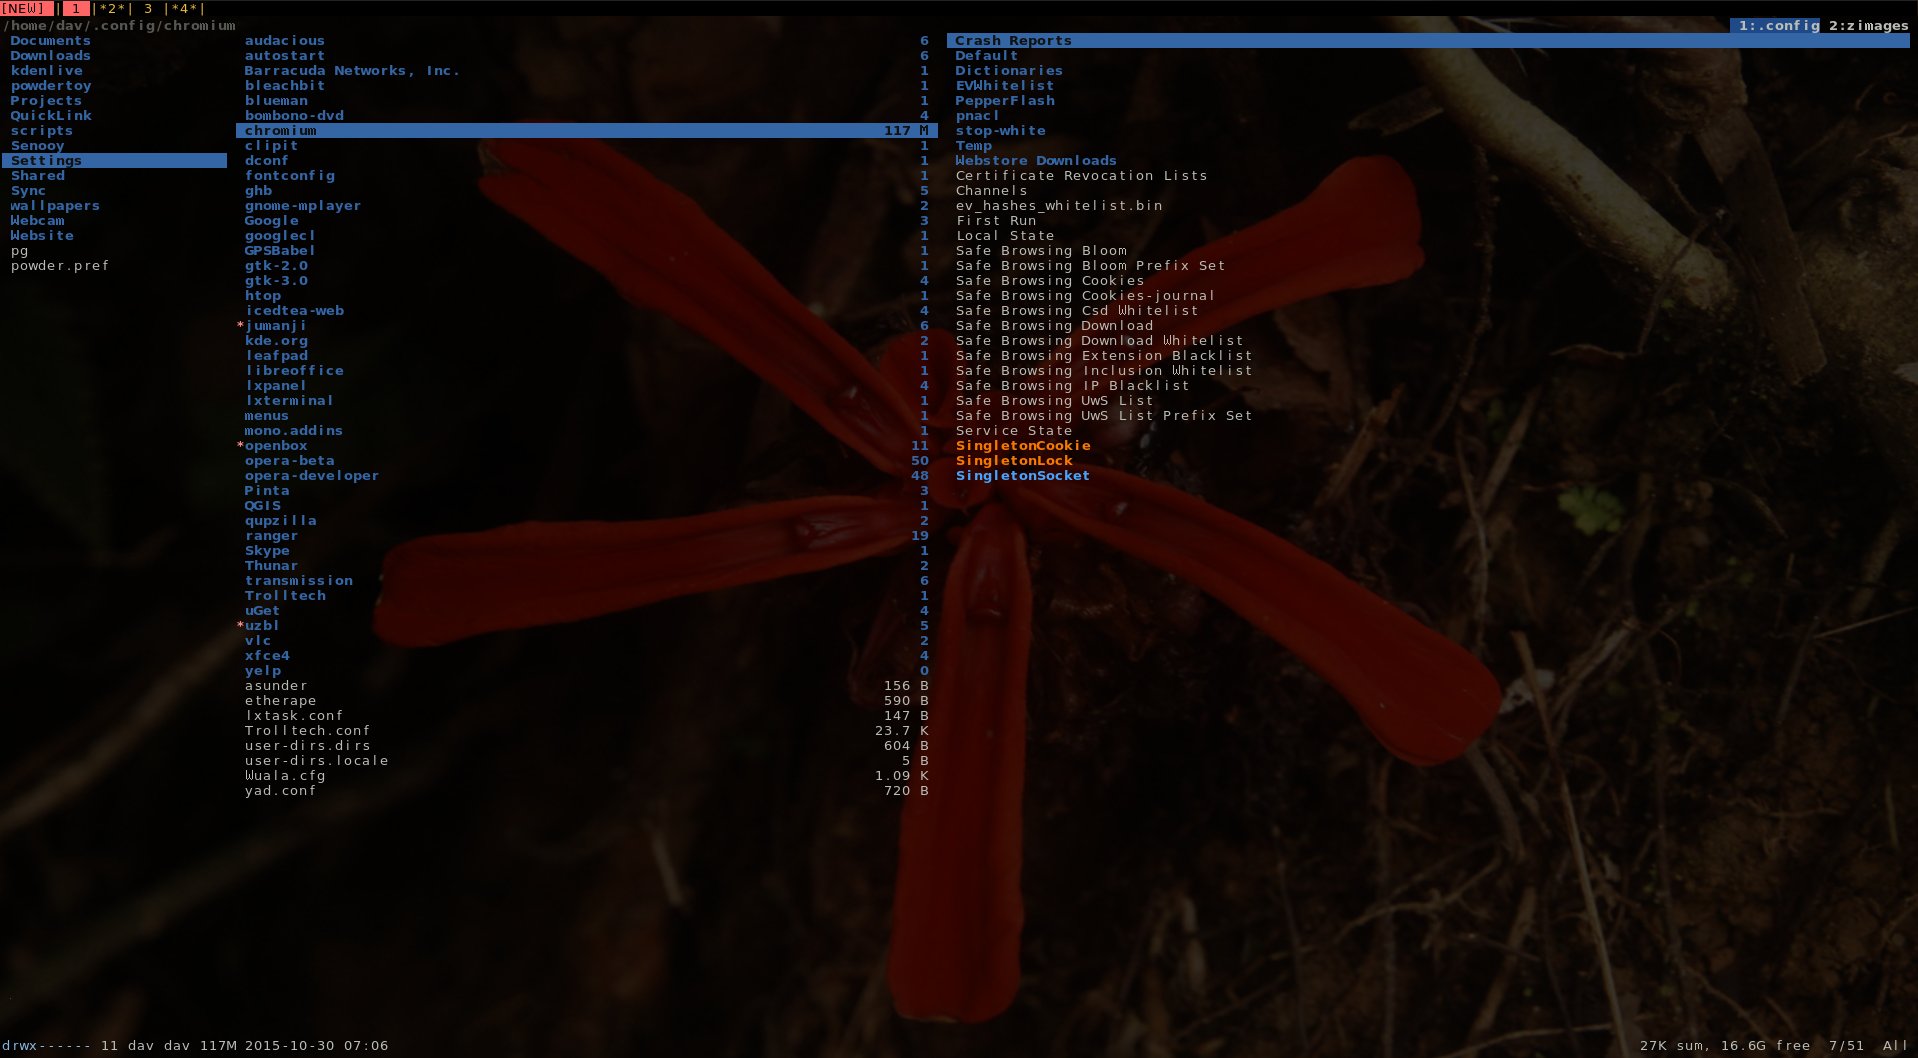 [NEW] | 1 |*2*| 3 |*4*|
/home/dav/.config/chromium 1:.config 2:zimages
Documents audacious 6 Crash Reports
Downloads autostart 6 Default
kdenlive Barracuda Networks, Inc. 1 Dictionaries
powdertoy bleachbit 1 EVWhitelist
Projects blueman 1 PepperFlash
QuickLink bombono-dvd 4 pnacl
scripts chromium 117 M stop-white
Senooy clipit 1 Temp
Settings dconf 1 Webstore Downloads
Shared fontconfig 1 Certificate Revocation Lists
Sync ghb 5 Channels
wallpapers gnome-mplayer 2 ev_hashes_whitelist.bin
Webcam Google 3 First Run
Website googlecl 1 Local State
pg GPSBabel 1 Safe Browsing Bloom
powder.pref gtk-2.0 1 Safe Browsing Bloom Prefix Set
gtk-3.0 4 Safe Browsing Cookies
htop 1 Safe Browsing Cookies-journal
icedtea-web 4 Safe Browsing Csd Whitelist
*jumanji 6 Safe Browsing Download
kde.org 2 Safe Browsing Download Whitelist
leafpad 1 Safe Browsing Extension Blacklist
libreoffice 1 Safe Browsing Inclusion Whitelist
lxpanel 4 Safe Browsing IP Blacklist
lxterminal 1 Safe Browsing UwS List
menus 1 Safe Browsing UwS List Prefix Set
mono.addins 1 Service State
*openbox 11 SingletonCookie
opera-beta 50 SingletonLock
opera-developer 48 SingletonSocket
Pinta 3
QGIS 1
qupzilla 2
ranger 19
Skype 1
Thunar 2
transmission 6
Trolltech 1
uGet 4
*uzbl 5
vlc 2
xfce4 4
yelp 0
asunder 156 B
etherape 590 B
lxtask.conf 147 B
Trolltech.conf 23.7 K
user-dirs.dirs 604 B
user-dirs.locale 5 B
Wuala.cfg 1.09 K
yad.conf 720 B
drwx------ 11 dav dav 117M 2015-10-30 07:06 27K sum, 16.6G free 7/51 All